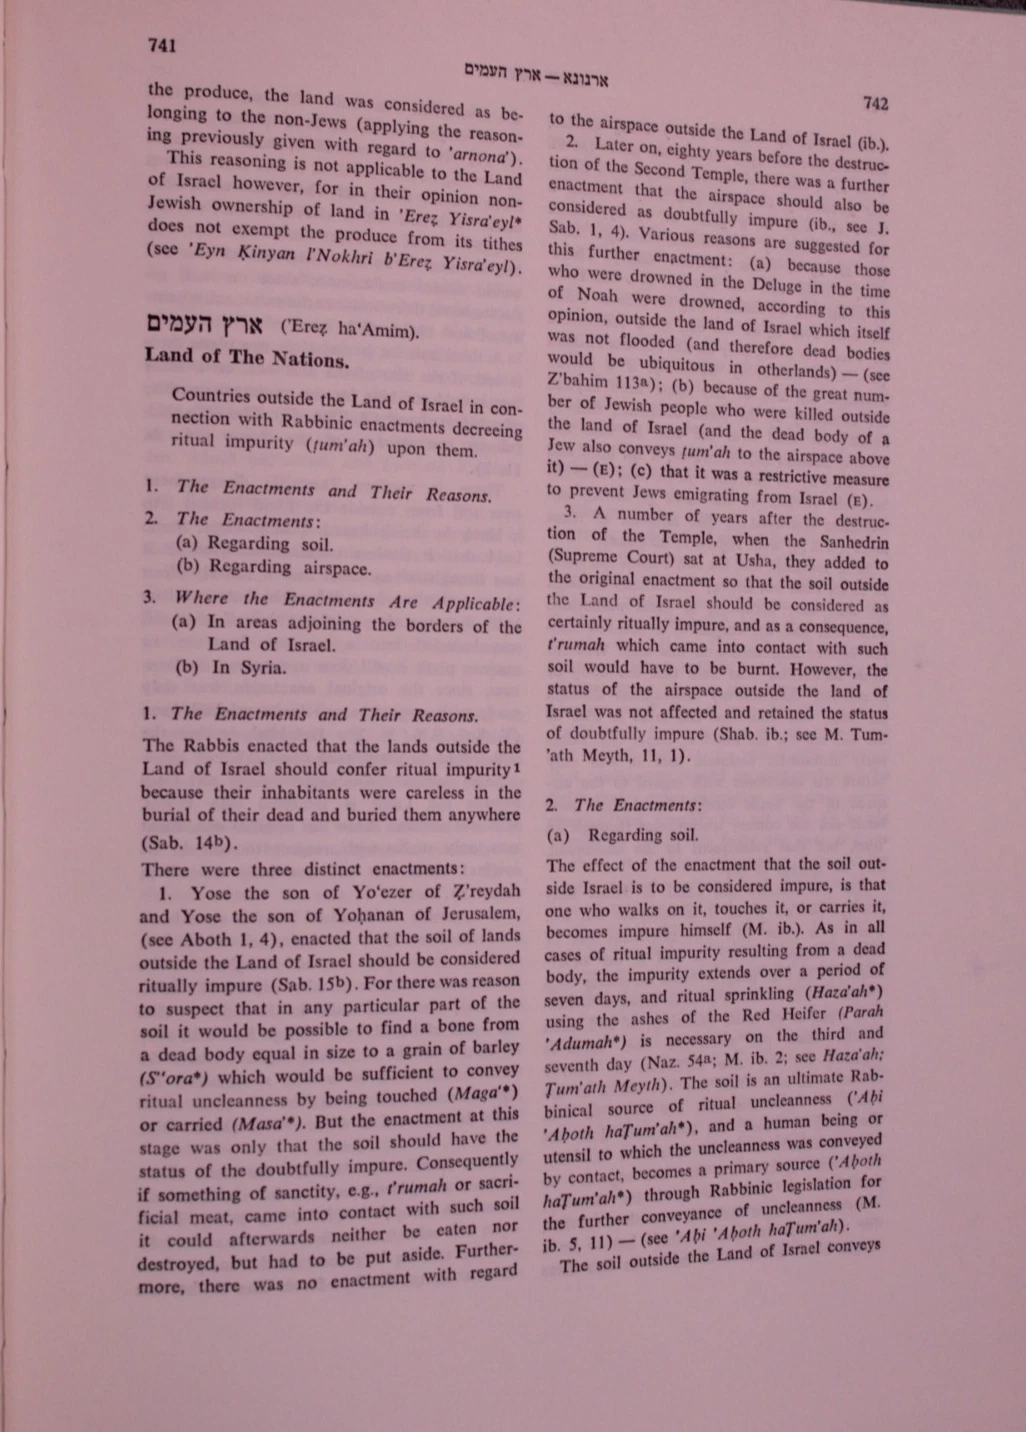 741
ארנונא — ארץ העמים
742
the produce, the land was considered as be-
longing to the non-Jews (applying the reason-
ing previously given with regard to 'arnona').
This reasoning is not applicable to the Land
of Israel however, for in their opinion non-
Jewish ownership of land in 'Ereẓ Yisra'eyl*
does not exempt the produce from its tithes
(see 'Eyn Ḳinyan l'Nokhri b'Ereẓ Yisra'eyl).
ארץ העמים ('Ereẓ ha'Amim).
Land of The Nations.
Countries outside the Land of Israel in con-
nection with Rabbinic enactments decreeing
ritual impurity (ṭum'ah) upon them.
1. The Enactments and Their Reasons.
2. The Enactments:
(a) Regarding soil.
(b) Regarding airspace.
3. Where the Enactments Are Applicable:
(a) In areas adjoining the borders of the
Land of Israel.
(b) In Syria.
1. The Enactments and Their Reasons.
The Rabbis enacted that the lands outside the
Land of Israel should confer ritual impurity¹
because their inhabitants were careless in the
burial of their dead and buried them anywhere
(Sab. 14b).
There were three distinct enactments:
1. Yose the son of Yo'ezer of Ẓ'reydah
and Yose the son of Yoḥanan of Jerusalem,
(see Aboth 1, 4), enacted that the soil of lands
outside the Land of Israel should be considered
ritually impure (Sab. 15b). For there was reason
to suspect that in any particular part of the
soil it would be possible to find a bone from
a dead body equal in size to a grain of barley
(S''ora*) which would be sufficient to convey
ritual uncleanness by being touched (Maga'*)
or carried (Masa'*). But the enactment at this
stage was only that the soil should have the
status of the doubtfully impure. Consequently
if something of sanctity, e.g., t'rumah or sacri-
ficial meat, came into contact with such soil
it could afterwards neither be eaten nor
destroyed, but had to be put aside. Further-
more, there was no enactment with regard
to the airspace outside the Land of Israel (ib.).
2. Later on, eighty years before the destruc-
tion of the Second Temple, there was a further
enactment that the airspace should also be
considered as doubtfully impure (ib., see J.
Sab. 1, 4). Various reasons are suggested for
this further enactment: (a) because those
who were drowned in the Deluge in the time
of Noah were drowned, according to this
opinion, outside the land of Israel which itself
was not flooded (and therefore dead bodies
would be ubiquitous in otherlands) — (see
Z'bahim 113a); (b) because of the great num-
ber of Jewish people who were killed outside
the land of Israel (and the dead body of a
Jew also conveys ṭum'ah to the airspace above
it) — (E); (c) that it was a restrictive measure
to prevent Jews emigrating from Israel (E).
3. A number of years after the destruc-
tion of the Temple, when the Sanhedrin
(Supreme Court) sat at Usha, they added to
the original enactment so that the soil outside
the Land of Israel should be considered as
certainly ritually impure, and as a consequence,
t'rumah which came into contact with such
soil would have to be burnt. However, the
status of the airspace outside the land of
Israel was not affected and retained the status
of doubtfully impure (Shab. ib.; see M. Tum-
'ath Meyth, 11, 1).
2. The Enactments:
(a) Regarding soil.
The effect of the enactment that the soil out-
side Israel is to be considered impure, is that
one who walks on it, touches it, or carries it,
becomes impure himself (M. ib.). As in all
cases of ritual impurity resulting from a dead
body, the impurity extends over a period of
seven days, and ritual sprinkling (Haza'ah*)
using the ashes of the Red Heifer (Parah
'Adumah*) is necessary on the third and
seventh day (Naz. 54a; M. ib. 2; see Haza'ah;
Ṭum'ath Meyth). The soil is an ultimate Rab-
binical source of ritual uncleanness ('Aḅi
'Aḅoth haṬum'ah*), and a human being or
utensil to which the uncleanness was conveyed
by contact, becomes a primary source ('Aḅoth
haṬum'ah*) through Rabbinic legislation for
the further conveyance of uncleanness (M.
ib. 5, 11) — (see 'Aḅi 'Aḅoth haṬum'ah).
The soil outside the Land of Israel conveys